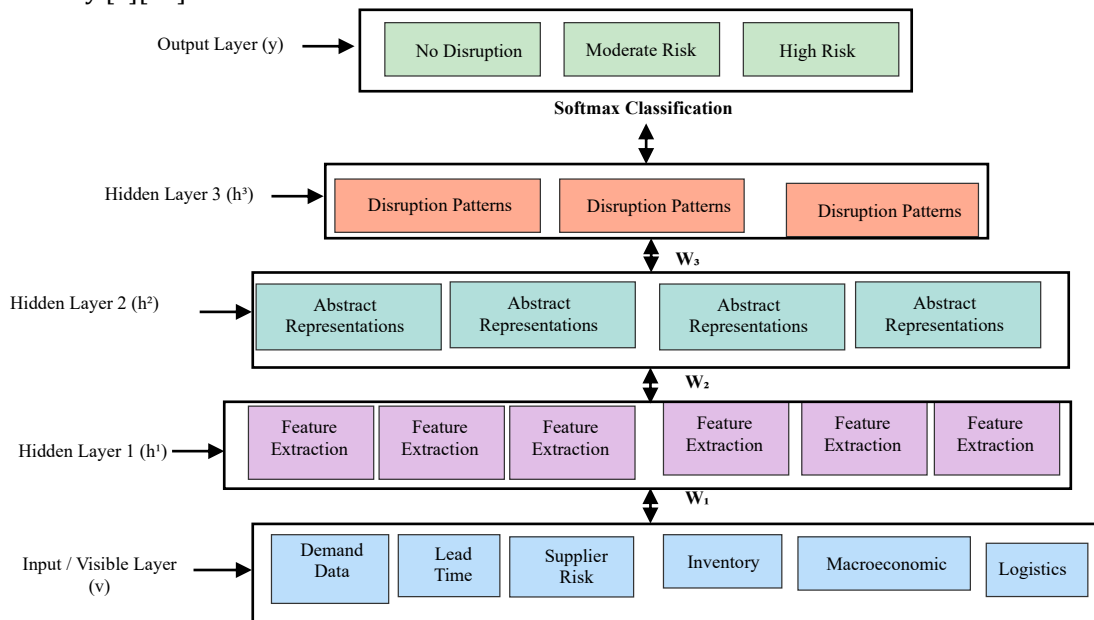 Output Layer (y)
No Disruption
Moderate Risk
High Risk
Softmax Classification
Hidden Layer 3 (h³)
Disruption Patterns
Disruption Patterns
Disruption Patterns
W₃
Hidden Layer 2 (h²)
Abstract
Representations
Abstract
Representations
Abstract
Representations
Abstract
Representations
W₂
Hidden Layer 1 (h¹)
Feature
Extraction
Feature
Extraction
Feature
Extraction
Feature
Extraction
Feature
Extraction
Feature
Extraction
W₁
Input / Visible Layer
(v)
Demand
Data
Lead
Time
Supplier
Risk
Inventory
Macroeconomic
Logistics